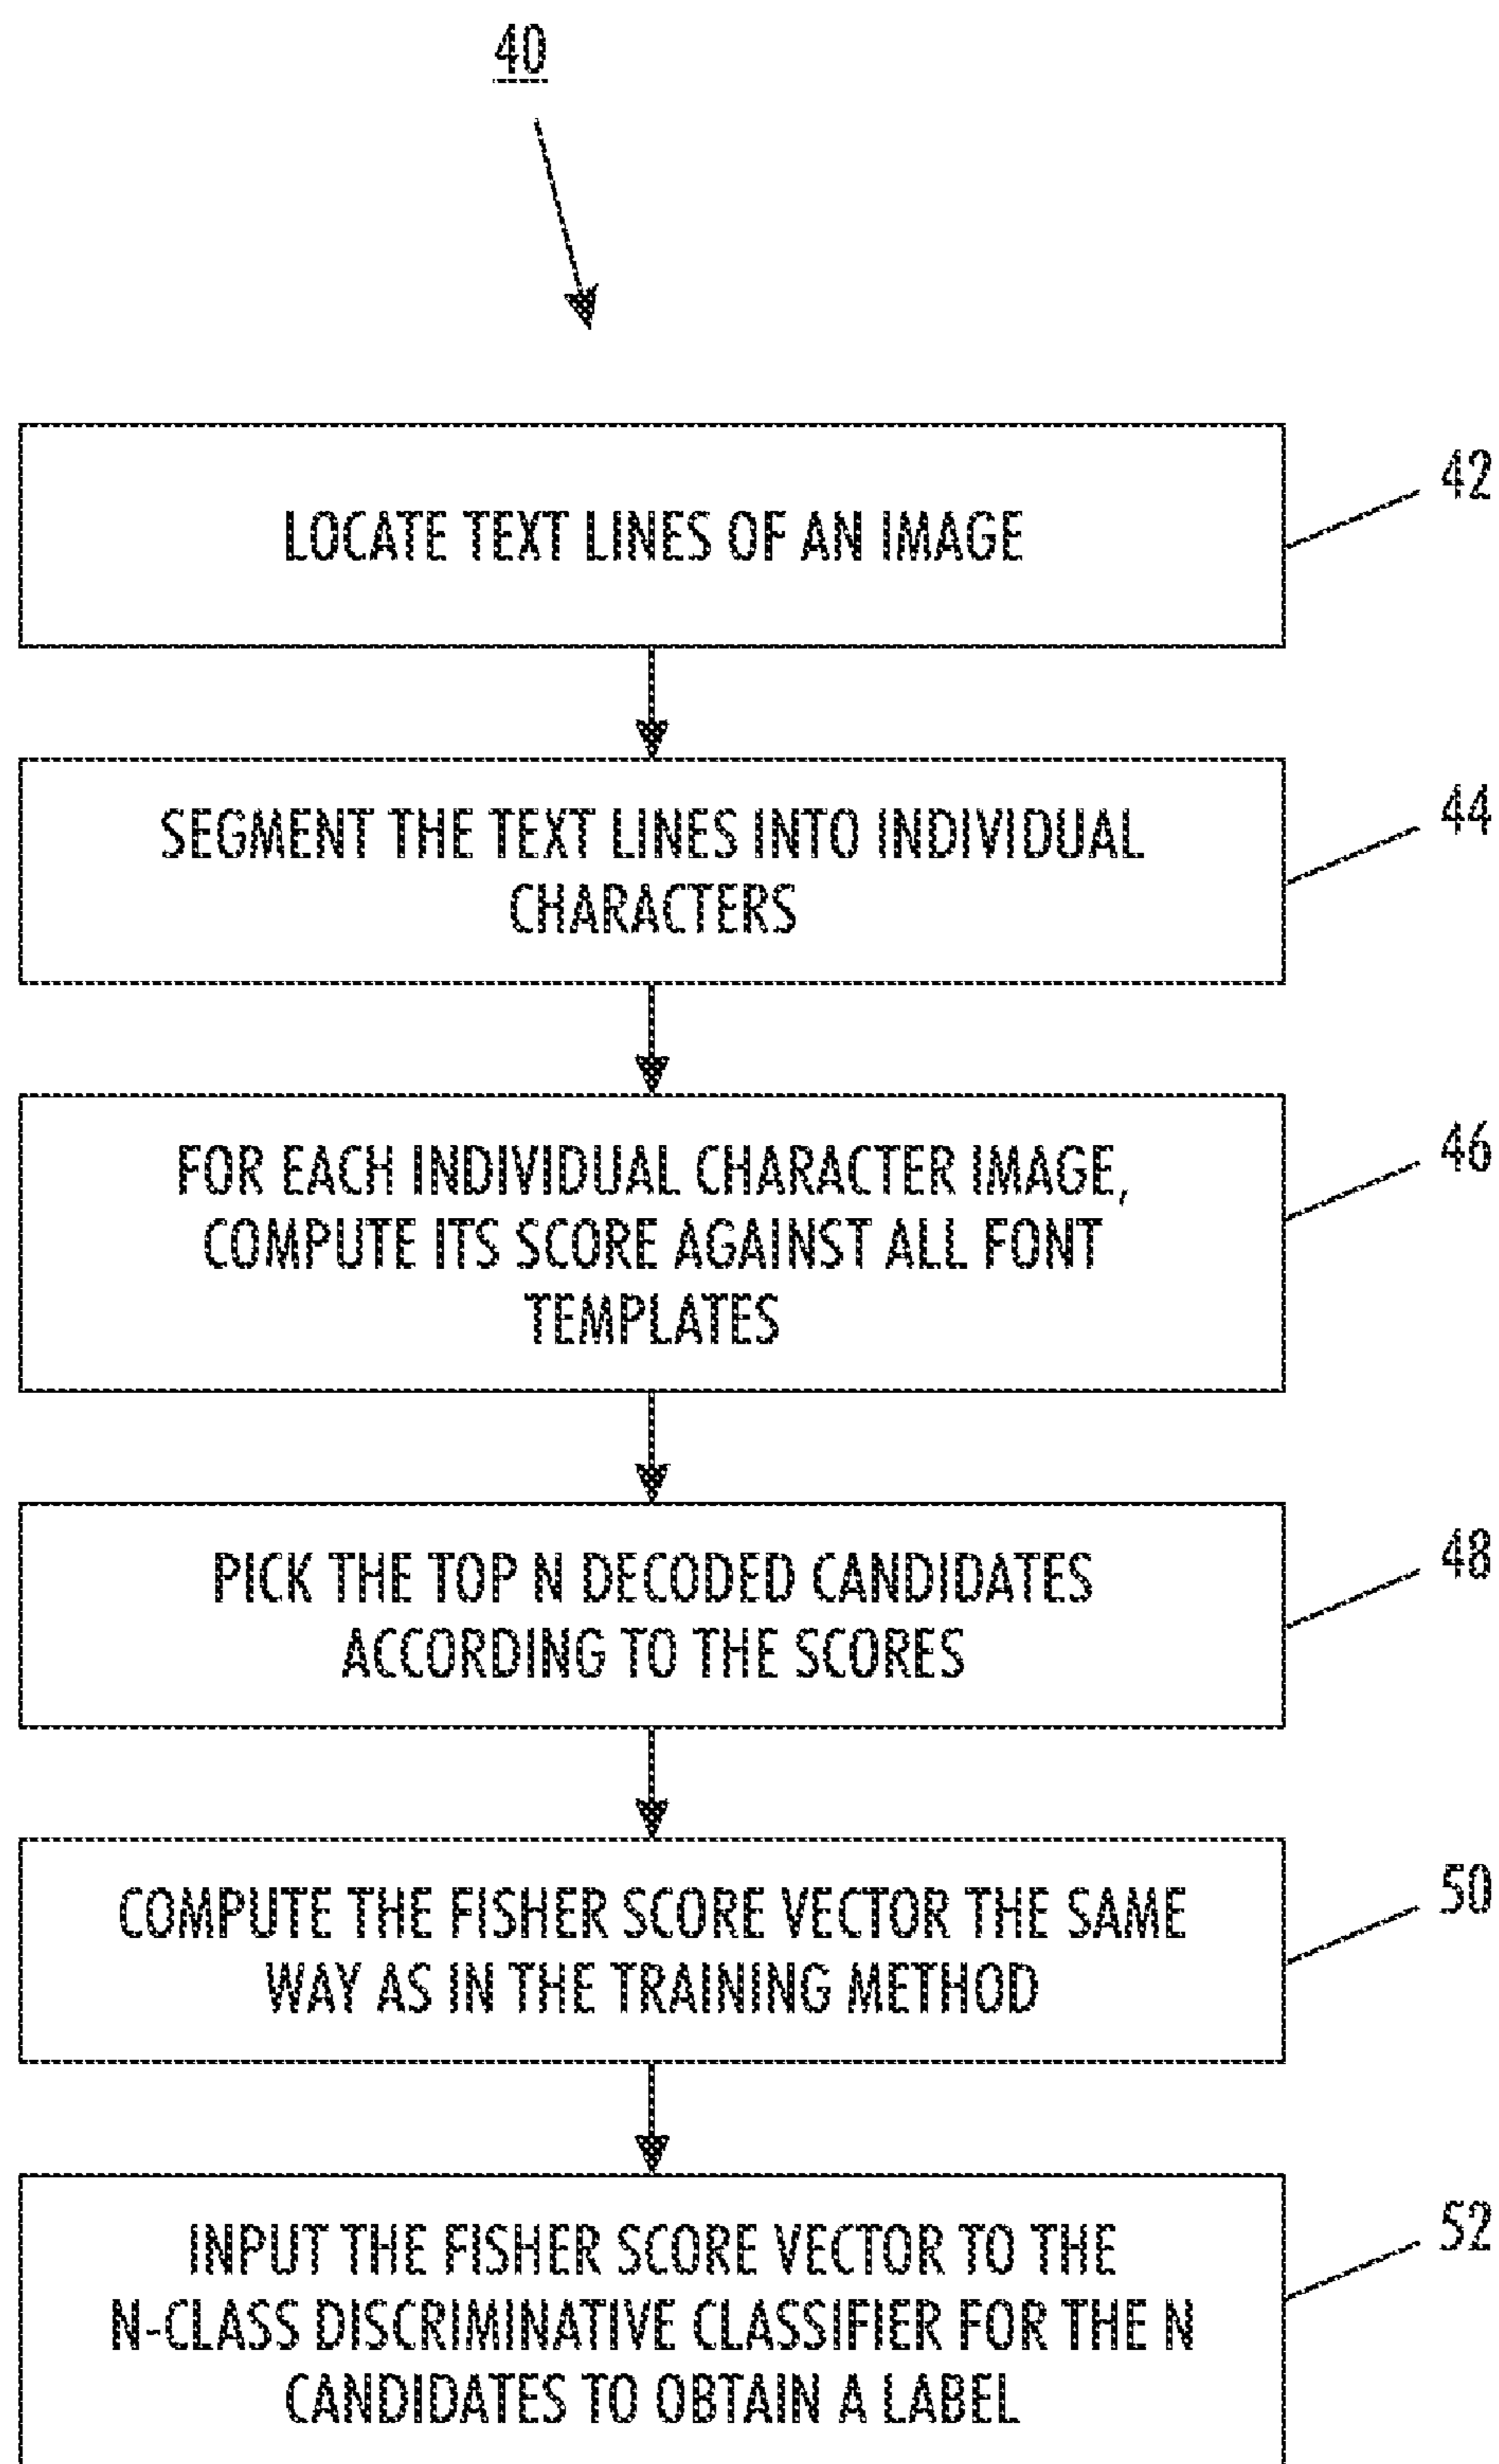 40
LOCATE TEXT LINES OF AN IMAGE
42
SEGMENT THE TEXT LINES INTO INDIVIDUAL
CHARACTERS
44
FOR EACH INDIVIDUAL CHARACTER IMAGE,
COMPUTE ITS SCORE AGAINST ALL FONT
TEMPLATES
46
PICK THE TOP N DECODED CANDIDATES
ACCORDING TO THE SCORES
48
COMPUTE THE FISHER SCORE VECTOR THE SAME
WAY AS IN THE TRAINING METHOD
50
INPUT THE FISHER SCORE VECTOR TO THE
N-CLASS DISCRIMINATIVE CLASSIFIER FOR THE N
CANDIDATES TO OBTAIN A LABEL
52